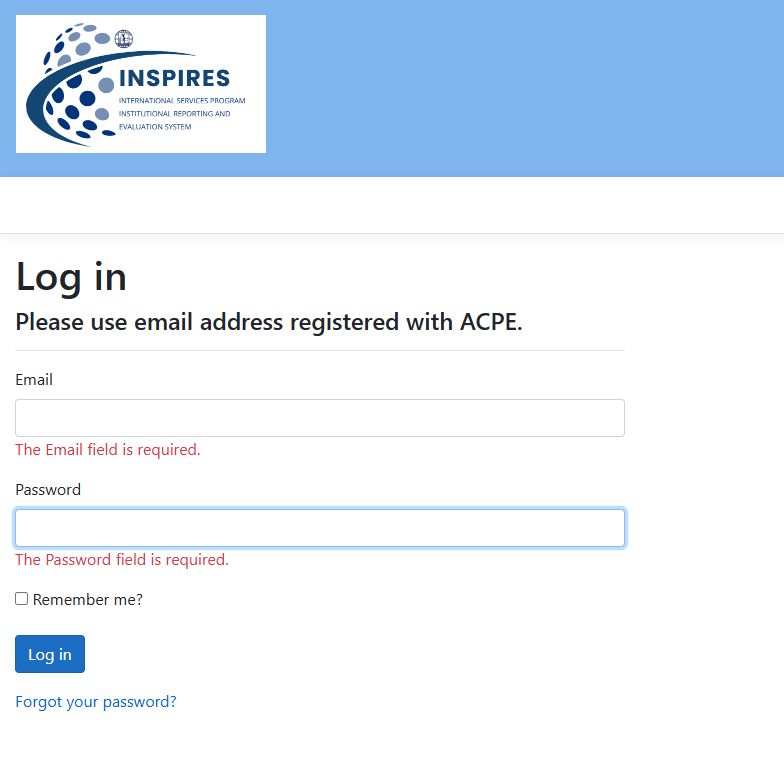 INSPIRES
INTERNATIONAL SERVICES PROGRAM
INSTITUTIONAL REPORTING AND
EVALUATION SYSTEM
Log in
Please use email address registered with ACPE.
Email
The Email field is required.
Password
The Password field is required.
Remember me?
Log in
Forgot your password?